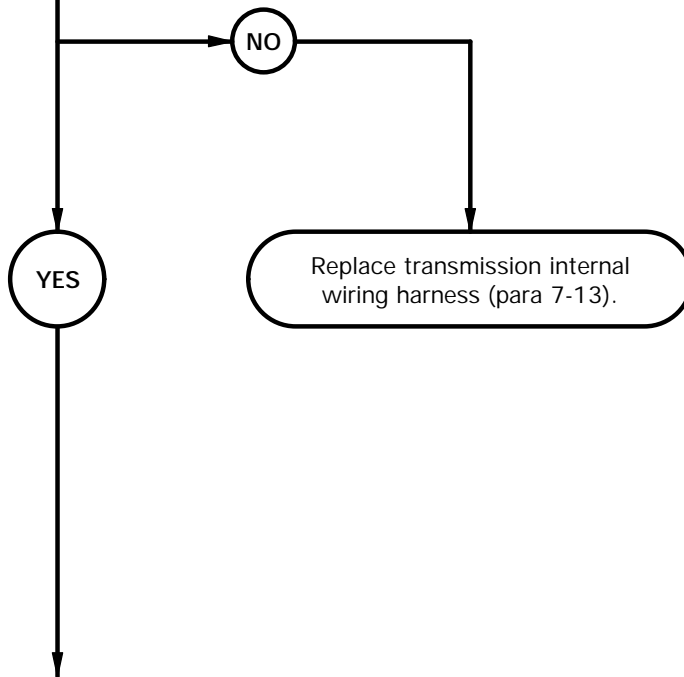 NO
YES
Replace transmission internal
wiring harness (para 7-13).